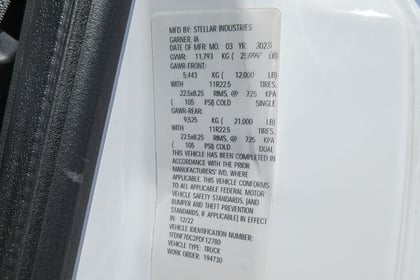 MFD BY: STELLAR INDUSTRIES
GARNER, IA
DATE OF MFD: MO. 03 YR. 2023
GVWR: 11,793 KG ( 25,999 LB)
GAWR-FRONT:
5,443 KG ( 12,000 LB)
WITH 11R22.5 TIRES,
22.5x8.25 RIMS, @ 725 KPA
( 105 PSI) COLD SINGLE
GAWR-REAR:
9,525 KG ( 21,000 LB)
WITH 11R22.5 TIRES,
22.5x8.25 RIMS, @ 725 KPA
( 105 PSI) COLD DUAL
THIS VEHICLE HAS BEEN COMPLETED IN
ACCORDANCE WITH THE PRIOR
MANUFACTURERS' IVD, WHERE
APPLICABLE. THIS VEHICLE CONFORMS
TO ALL APPLICABLE FEDERAL MOTOR
VEHICLE SAFETY STANDARDS, [AND
BUMPER AND THEFT PREVENTION
STANDARDS, IF APPLICABLE] IN EFFECT
IN: 12/22
VEHICLE IDENTIFICATION NUMBER:
1FDNF7DC2PDF12780
VEHICLE TYPE: TRUCK
WORK ORDER: 194730